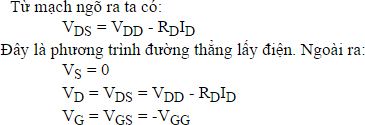 Từ mạch ngõ ra ta có:
V_DS = V_DD - R_DI_D
Đây là phương trình đường thẳng lấy điện. Ngoài ra:
V_S = 0
V_D = V_DS = V_DD - R_DI_D
V_G = V_GS = -V_GG